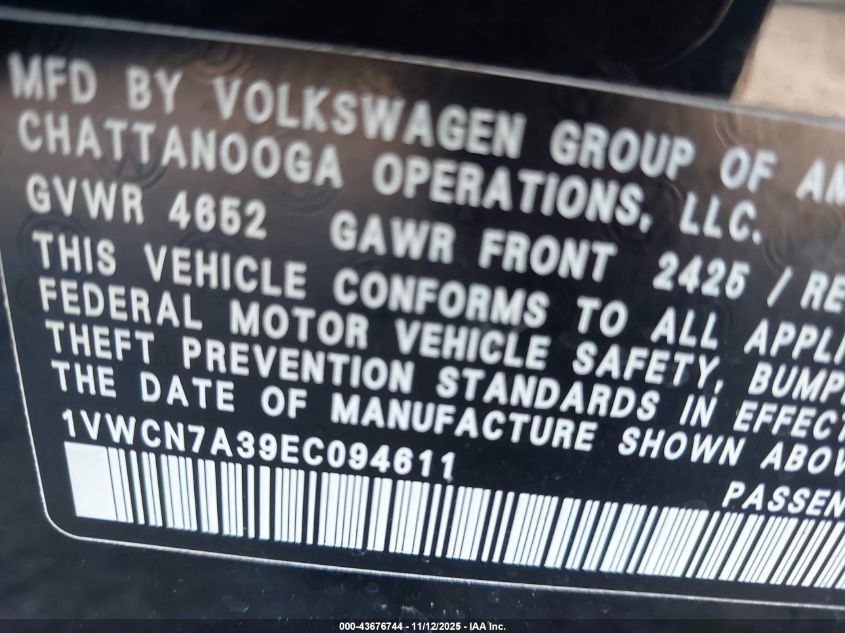 MFD BY VOLKSWAGEN GROUP OF AM
CHATTANOOGA OPERATIONS, LLC.
GVWR 4652 GAWR FRONT 2425 / RE
THIS VEHICLE CONFORMS TO ALL APPLI
FEDERAL MOTOR VEHICLE SAFETY, BUMP
THEFT PREVENTION STANDARDS IN EFFECT
THE DATE OF MANUFACTURE SHOWN ABOV
1VWCN7A39EC094611
PASSEN
000-43676744 - 11/12/2025 - IAA Inc.